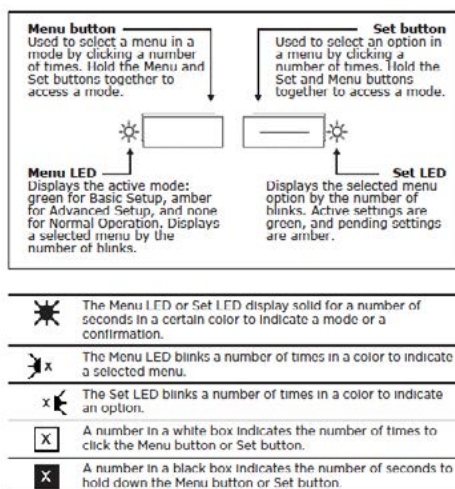 Menu button
Used to select a menu in a
mode by clicking a number
of times. Hold the Menu and
Set buttons together to
access a mode.
Set button
Used to select an option in
a menu by clicking a
number of times. Hold the
Set and Menu buttons
together to access a mode.
Menu LED
Displays the active mode:
green for Basic Setup, amber
for Advanced Setup, and none
for Normal Operation. Displays
a selected menu by the
number of blinks.
Set LED
Displays the selected menu
option by the number of
blinks. Active settings are
green, and pending settings
are amber.
The Menu LED or Set LED display solid for a number of
seconds in a certain color to indicate a mode or a
confirmation.
x
The Menu LED blinks a number of times in a color to indicate
a selected menu.
x
The Set LED blinks a number of times in a color to indicate
an option.
x
A number in a white box indicates the number of times to
click the Menu button or Set button.
x
A number in a black box indicates the number of seconds to
hold down the Menu button or Set button.